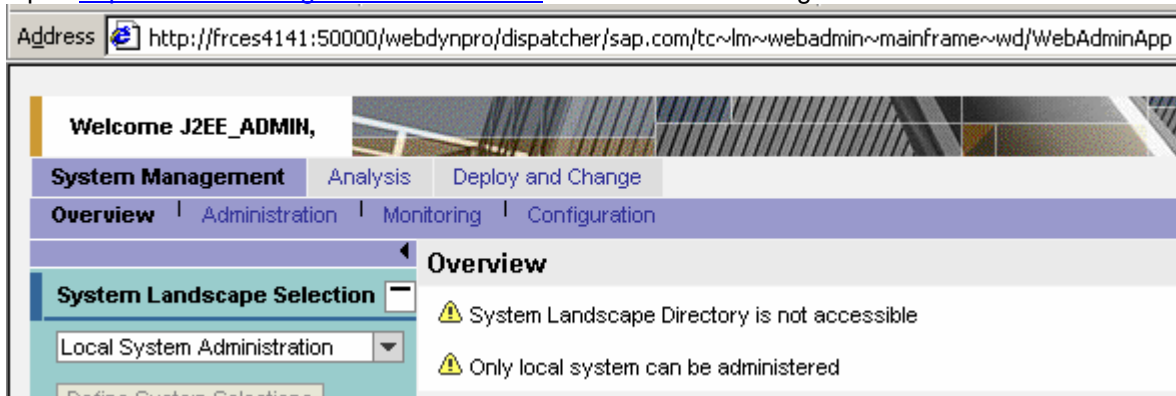 Address http://frces4141:50000/webdynpro/dispatcher/sap.com/tc~lm~webadmin~mainframe~wd/WebAdminApp
Welcome J2EE_ADMIN,
System Management Analysis Deploy and Change
Overview Administration Monitoring Configuration
Overview
System Landscape Selection
System Landscape Directory is not accessible
Local System Administration
Only local system can be administered